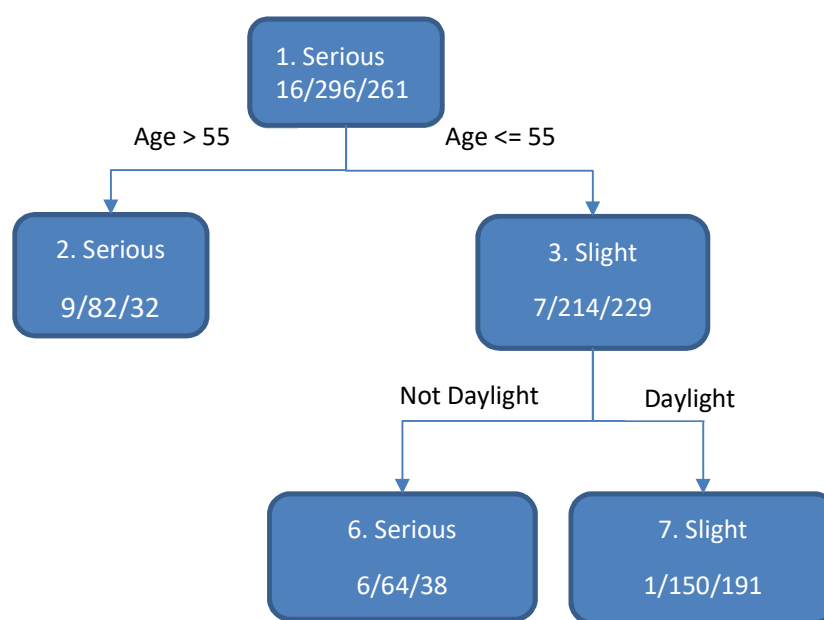 1. Serious
16/296/261
Age > 55
Age <= 55
2. Serious
9/82/32
3. Slight
7/214/229
Not Daylight
Daylight
6. Serious
6/64/38
7. Slight
1/150/191